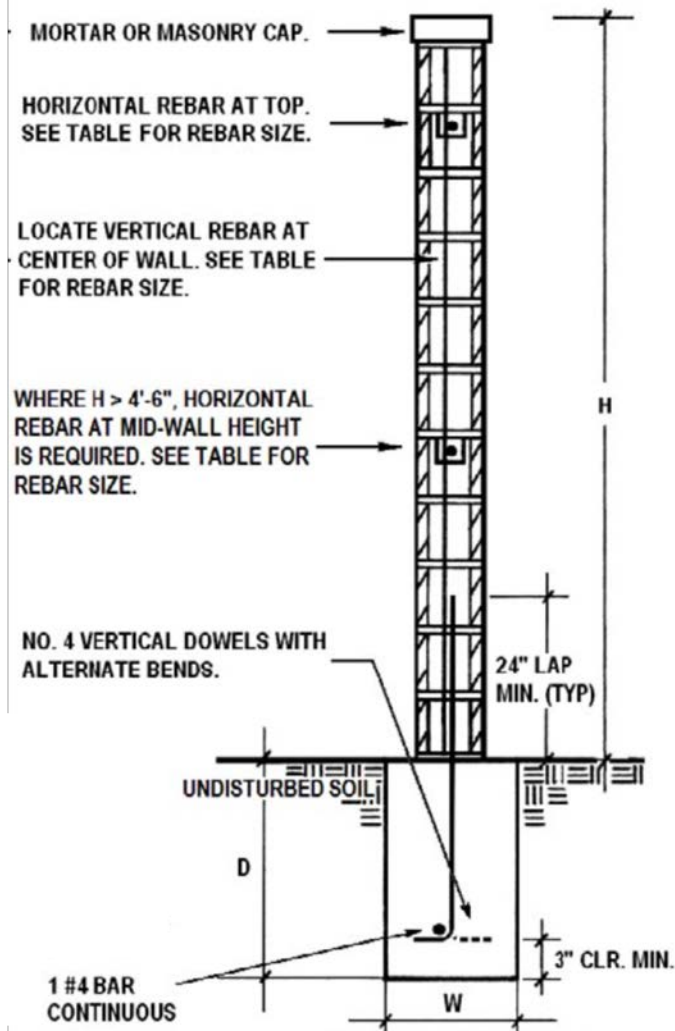 MORTAR OR MASONRY CAP.
HORIZONTAL REBAR AT TOP.
SEE TABLE FOR REBAR SIZE.
LOCATE VERTICAL REBAR AT
CENTER OF WALL. SEE TABLE
FOR REBAR SIZE.
WHERE H > 4'-6", HORIZONTAL
REBAR AT MID-WALL HEIGHT
IS REQUIRED. SEE TABLE FOR
REBAR SIZE.
H
NO. 4 VERTICAL DOWELS WITH
ALTERNATE BENDS.
24" LAP
MIN. (TYP)
UNDISTURBED SOIL
D
3" CLR. MIN.
1 #4 BAR
CONTINUOUS
W